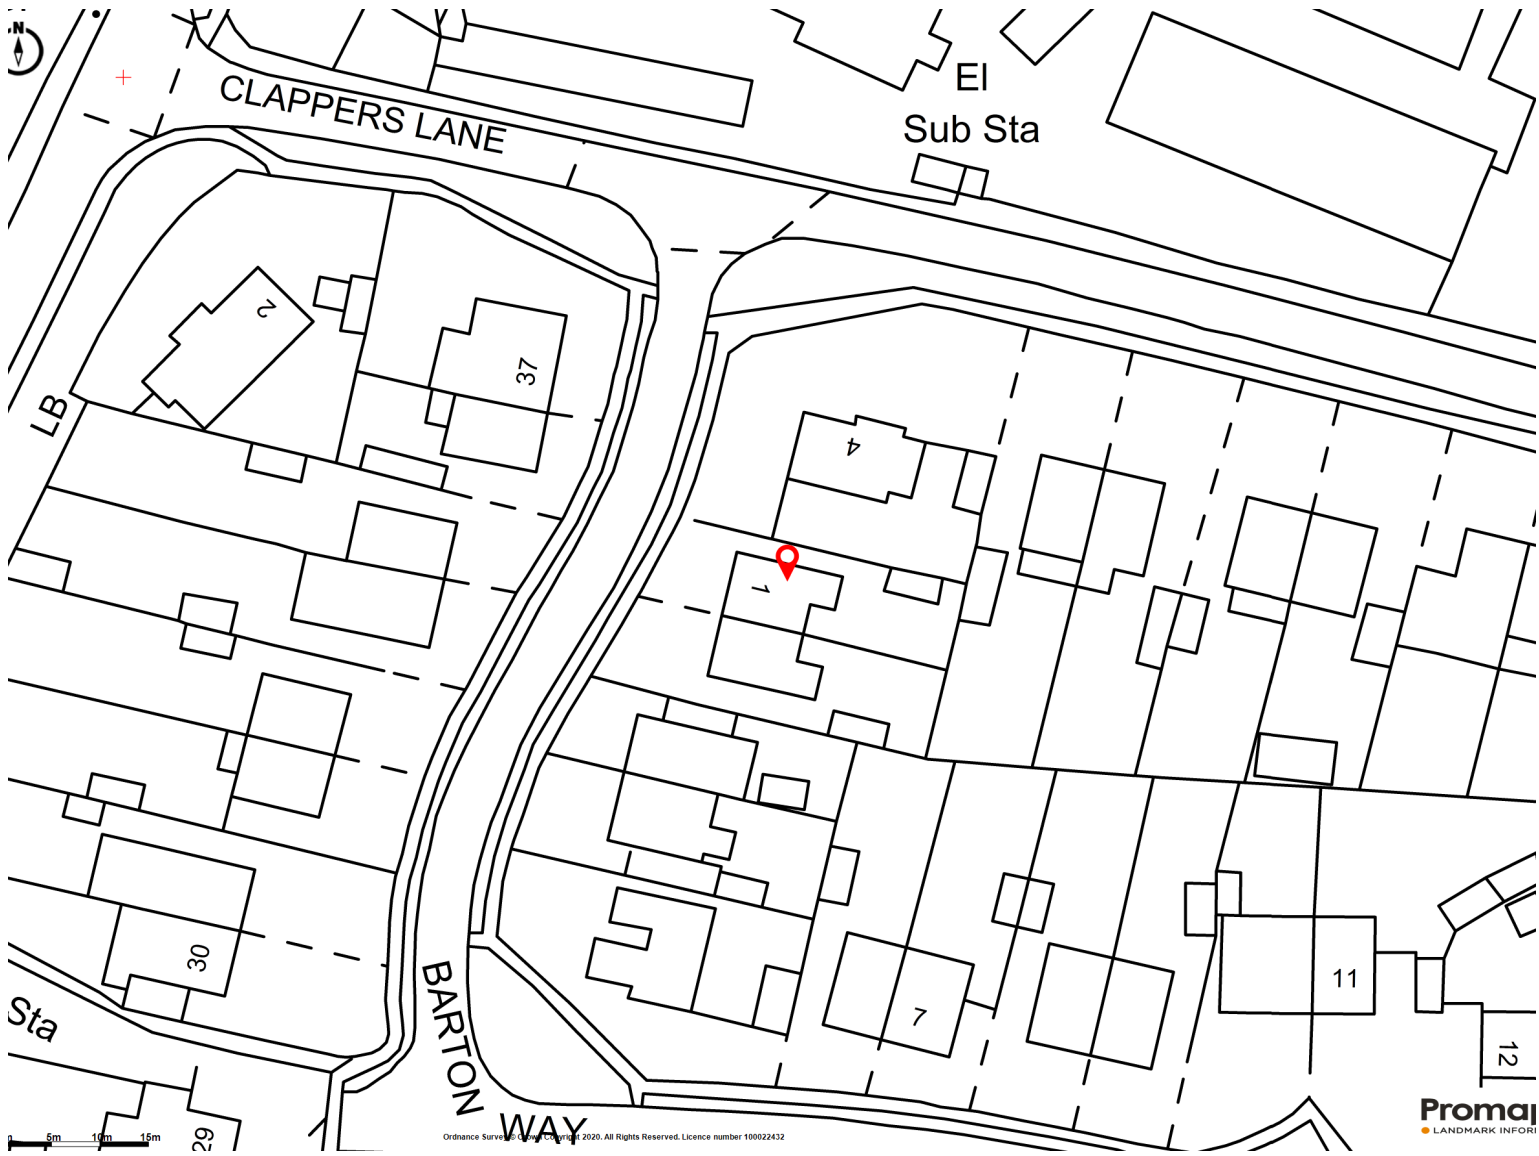 N
CLAPPERS LANE
El
Sub Sta
2
37
LB
4
1
30
Sta
BARTON WAY
7
11
12
29
5m 10m 15m
Ordnance Survey © Crown Copyright 2020. All Rights Reserved. Licence number 100022432
Promap
LANDMARK INFOR